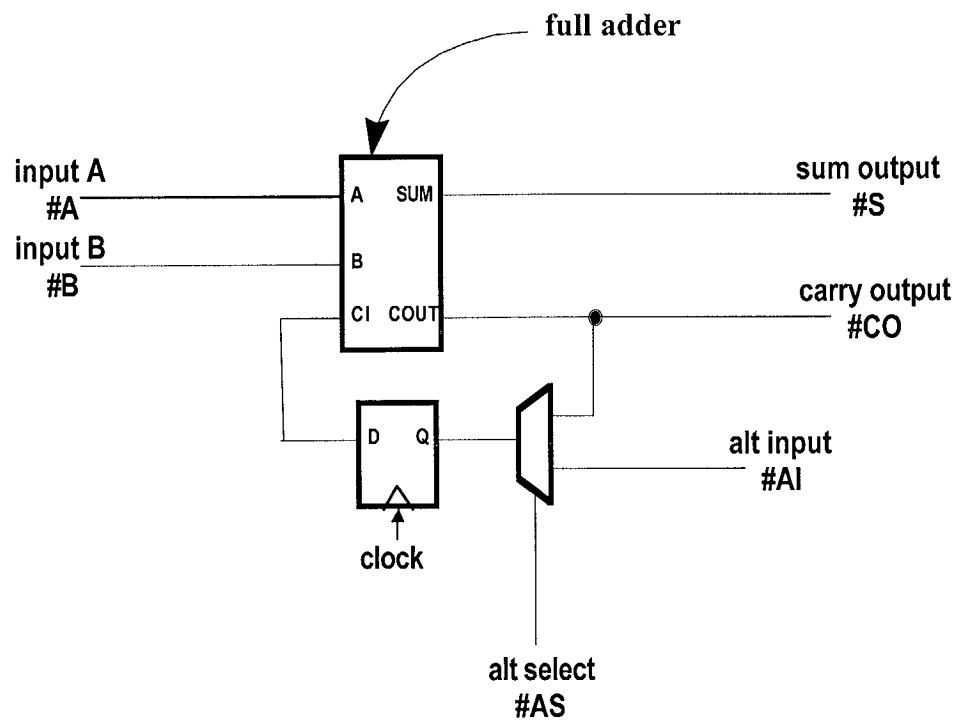 full adder
input A
#A
input B
#B
A SUM
B
CI COUT
sum output
#S
carry output
#CO
D Q
clock
alt input
#AI
alt select
#AS